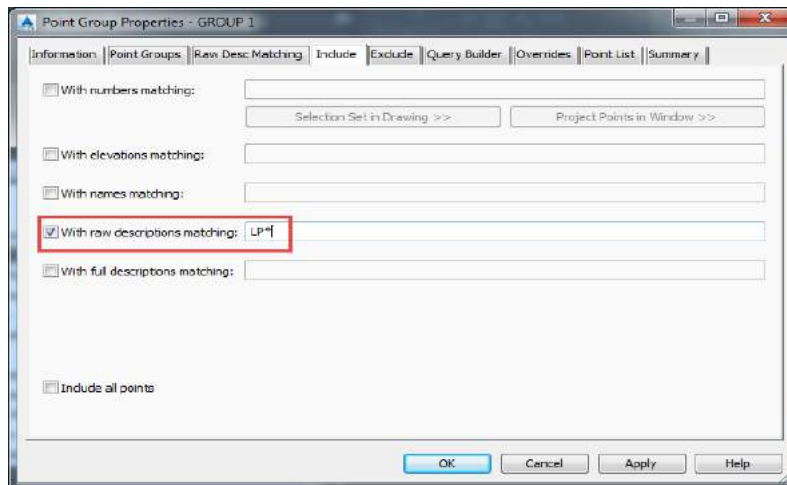 Point Group Properties - GROUP 1
Information Point Groups Raw Desc Matching Include Exclude Query Builder Overrides Point List Summary
With numbers matching:
Selection Set in Drawing >> Project Points in Window >>
With elevations matching:
With names matching:
With raw descriptions matching: LP*
With full descriptions matching:
Include all points
OK Cancel Apply Help